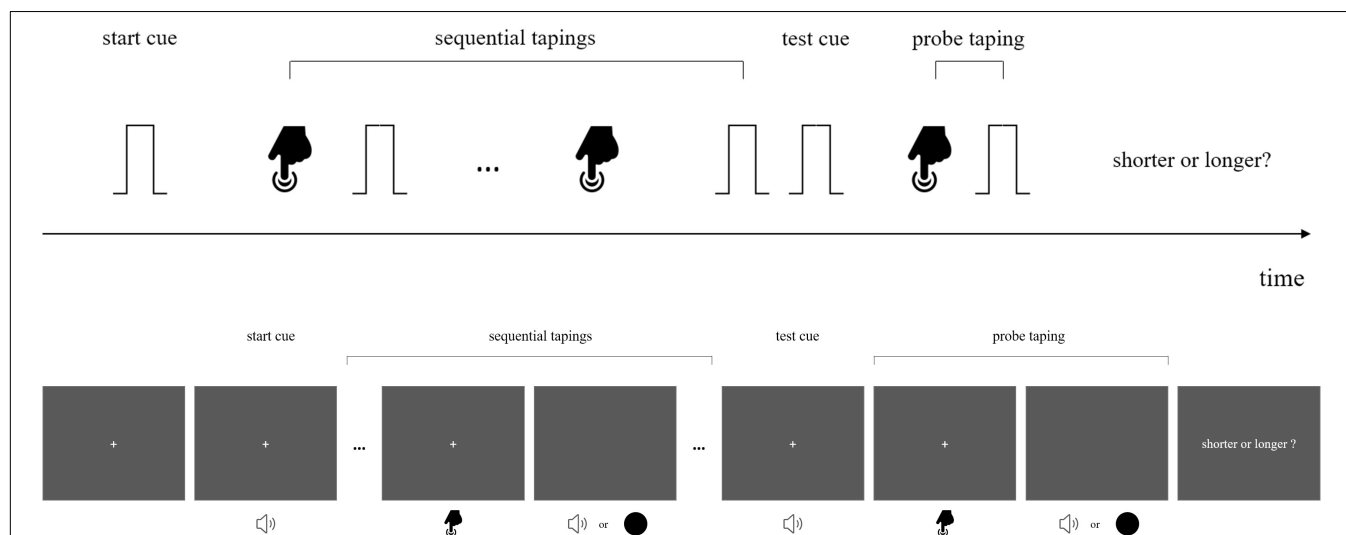 start cue sequential tapings test cue probe taping
...
shorter or longer?
time
start cue sequential tapings test cue probe taping
+ + ... + ... + + shorter or longer ?
or or